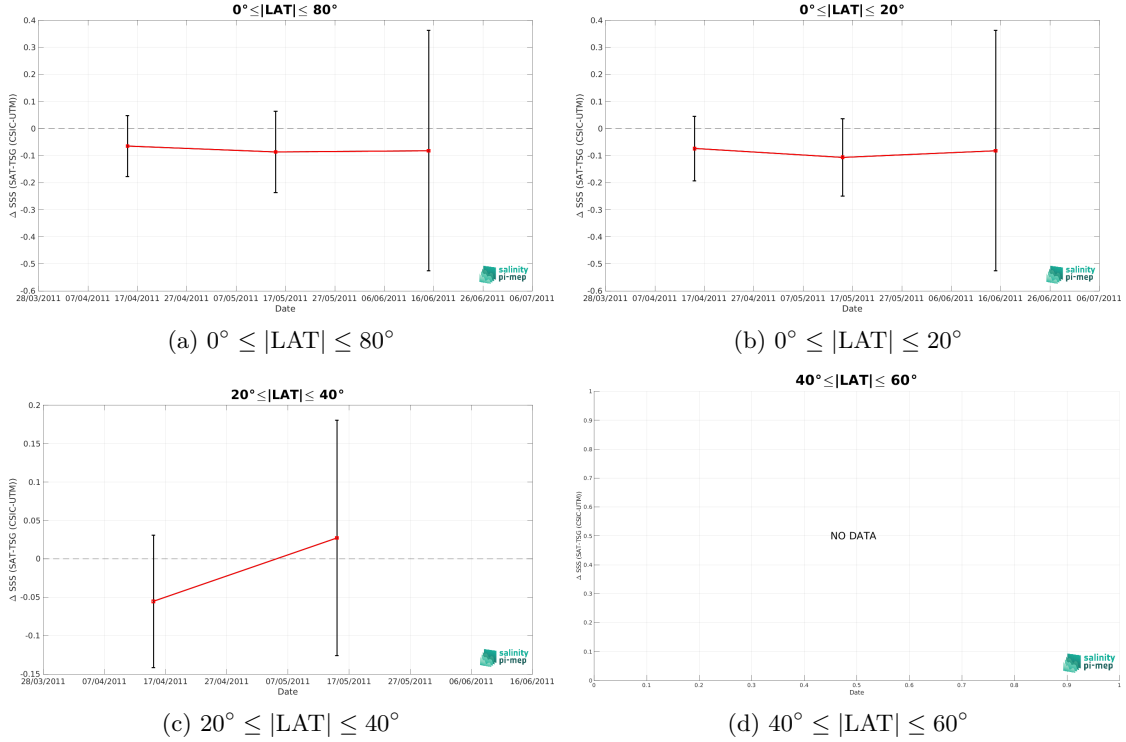 0°≤|LAT|≤ 80°
0.4
0.3
0.2
0.1
0
-0.1
-0.2
-0.3
-0.4
-0.5
-0.6
Δ SSS (SAT-TSG (CSIC-UTM))
28/03/2011 07/04/2011 17/04/2011 27/04/2011 07/05/2011 17/05/2011 27/05/2011 06/06/2011 16/06/2011 26/06/2011 06/07/2011
Date
salinity
pi-mep
(a) 0° ≤ |LAT| ≤ 80°
0°≤|LAT|≤ 20°
0.4
0.3
0.2
0.1
0
-0.1
-0.2
-0.3
-0.4
-0.5
-0.6
Δ SSS (SAT-TSG (CSIC-UTM))
28/03/2011 07/04/2011 17/04/2011 27/04/2011 07/05/2011 17/05/2011 27/05/2011 06/06/2011 16/06/2011 26/06/2011 06/07/2011
Date
salinity
pi-mep
(b) 0° ≤ |LAT| ≤ 20°
20°≤|LAT|≤ 40°
0.2
0.15
0.1
0.05
0
-0.05
-0.1
-0.15
Δ SSS (SAT-TSG (CSIC-UTM))
28/03/2011 07/04/2011 17/04/2011 27/04/2011 07/05/2011 17/05/2011 27/05/2011 06/06/2011 16/06/2011
Date
salinity
pi-mep
(c) 20° ≤ |LAT| ≤ 40°
40°≤|LAT|≤ 60°
1
0.9
0.8
0.7
0.6
0.5
0.4
0.3
0.2
0.1
0
Δ SSS (SAT-TSG (CSIC-UTM))
NO DATA
0 0.1 0.2 0.3 0.4 0.5 0.6 0.7 0.8 0.9 1
Date
salinity
pi-mep
(d) 40° ≤ |LAT| ≤ 60°